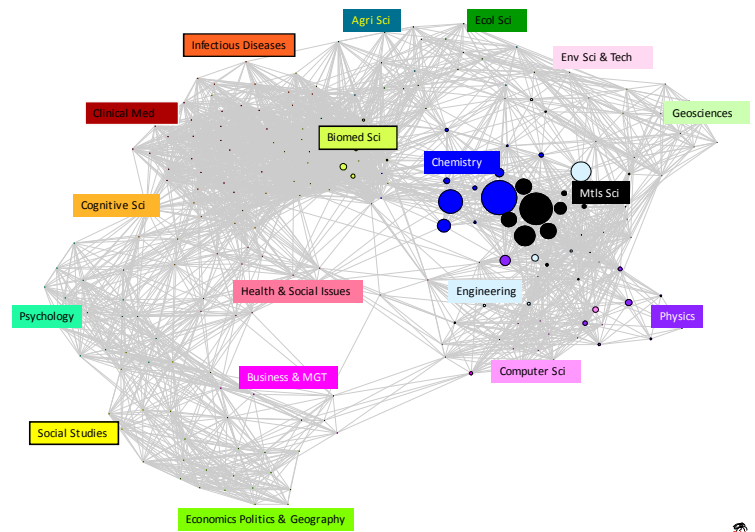 Agri Sci
Ecol Sci
Infectious Diseases
Env Sci & Tech
Clinical Med
Geosciences
Biomed Sci
Chemistry
Mtls Sci
Cognitive Sci
Health & Social Issues
Engineering
Psychology
Physics
Business & MGT
Computer Sci
Social Studies
Economics Politics & Geography